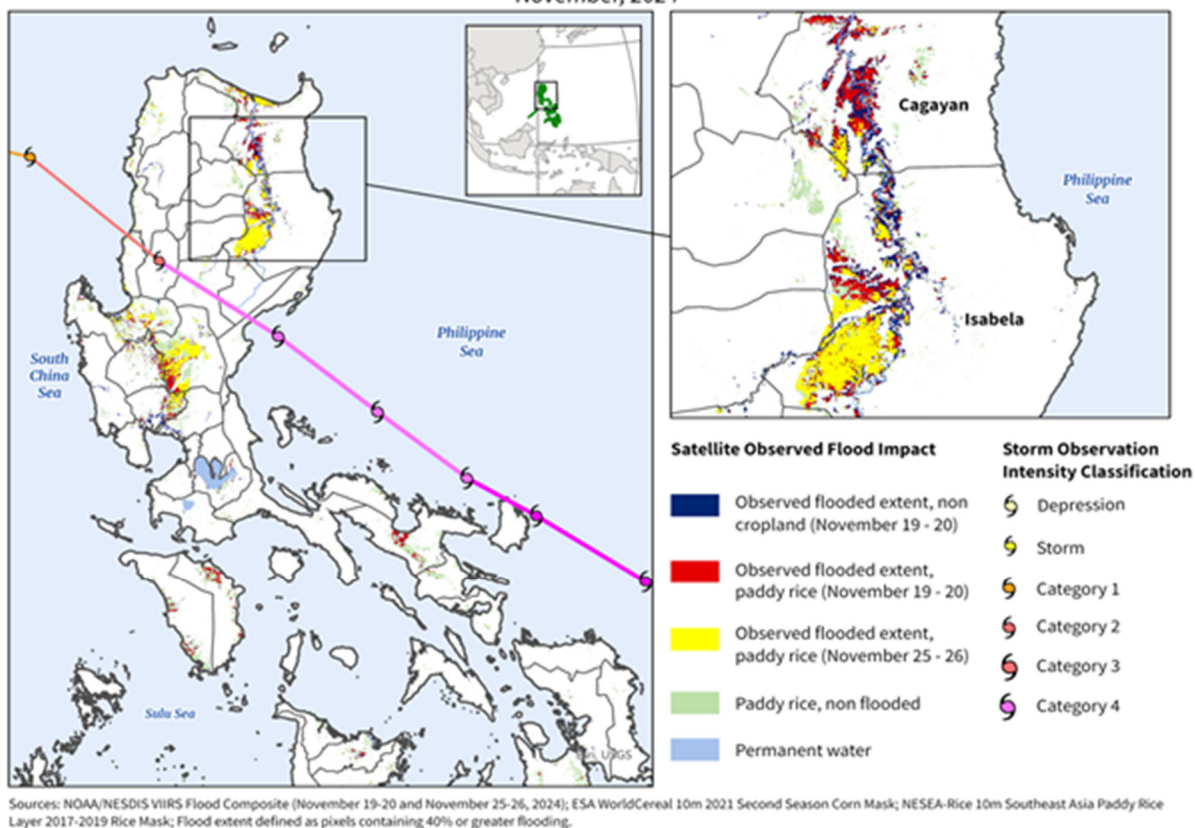 November, 2024
Cagayan
Philippine
Sea
Isabela
Philippine
Sea
South
China
Sea
Sulu Sea
USGS
Satellite Observed Flood Impact
Observed flooded extent, non
cropland (November 19 - 20)
Observed flooded extent,
paddy rice (November 19 - 20)
Observed flooded extent,
paddy rice (November 25 - 26)
Paddy rice, non flooded
Permanent water
Storm Observation
Intensity Classification
Depression
Storm
Category 1
Category 2
Category 3
Category 4
Sources: NOAA/NESDIS VIIRS Flood Composite (November 19-20 and November 25-26, 2024); ESA WorldCereal 10m 2021 Second Season Corn Mask; NESEA-Rice 10m Southeast Asia Paddy Rice
Layer 2017-2019 Rice Mask; Flood extent defined as pixels containing 40% or greater flooding.